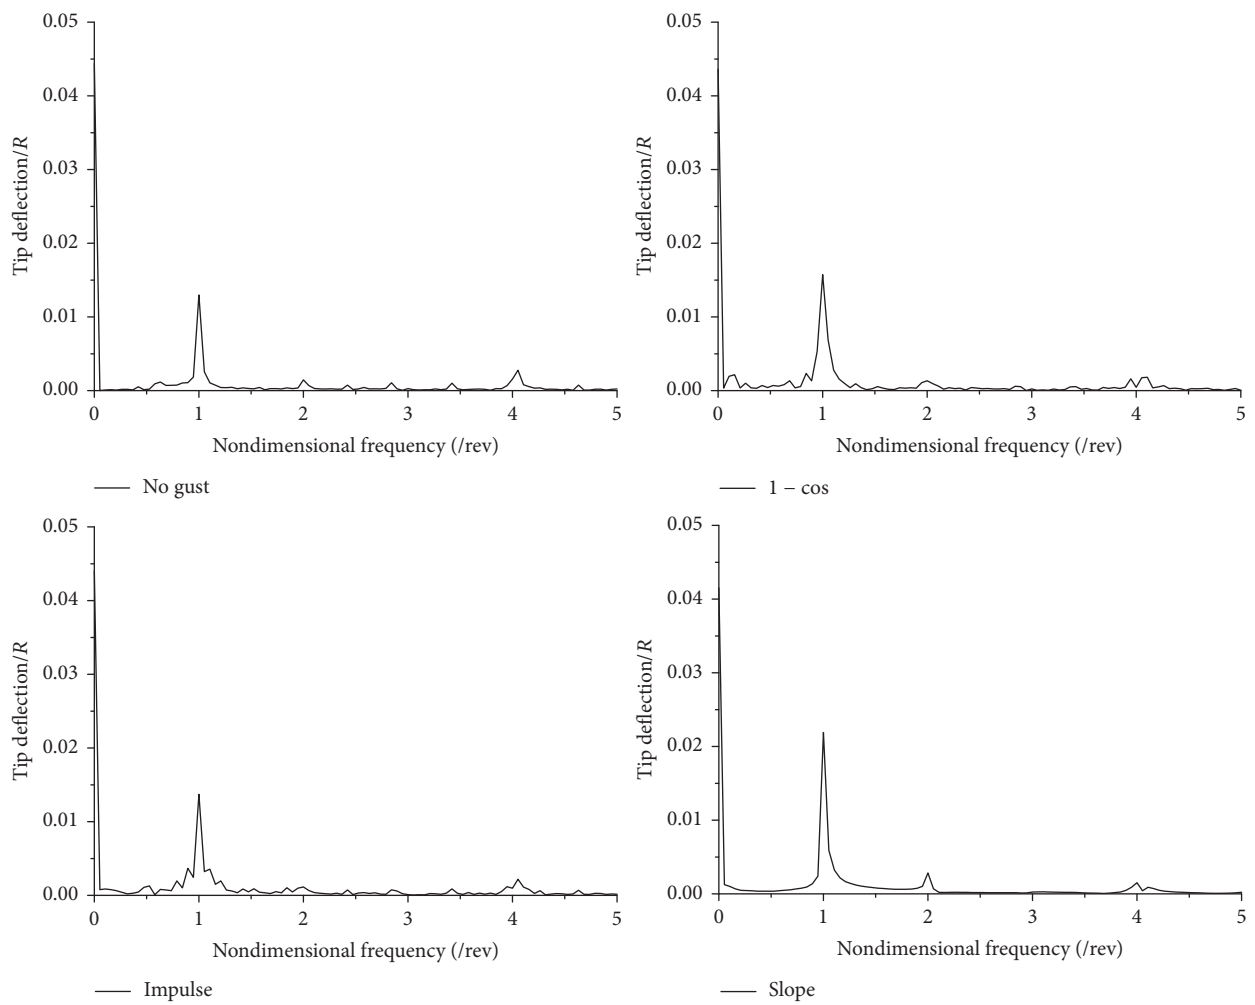 0.05
0.04
0.03
0.02
0.01
0.00
Tip deflection/R
0 1 2 3 4 5
Nondimensional frequency (/rev)
No gust
0.05
0.04
0.03
0.02
0.01
0.00
Tip deflection/R
0 1 2 3 4 5
Nondimensional frequency (/rev)
1 − cos
0.05
0.04
0.03
0.02
0.01
0.00
Tip deflection/R
0 1 2 3 4 5
Nondimensional frequency (/rev)
Impulse
0.05
0.04
0.03
0.02
0.01
0.00
Tip deflection/R
0 1 2 3 4 5
Nondimensional frequency (/rev)
Slope